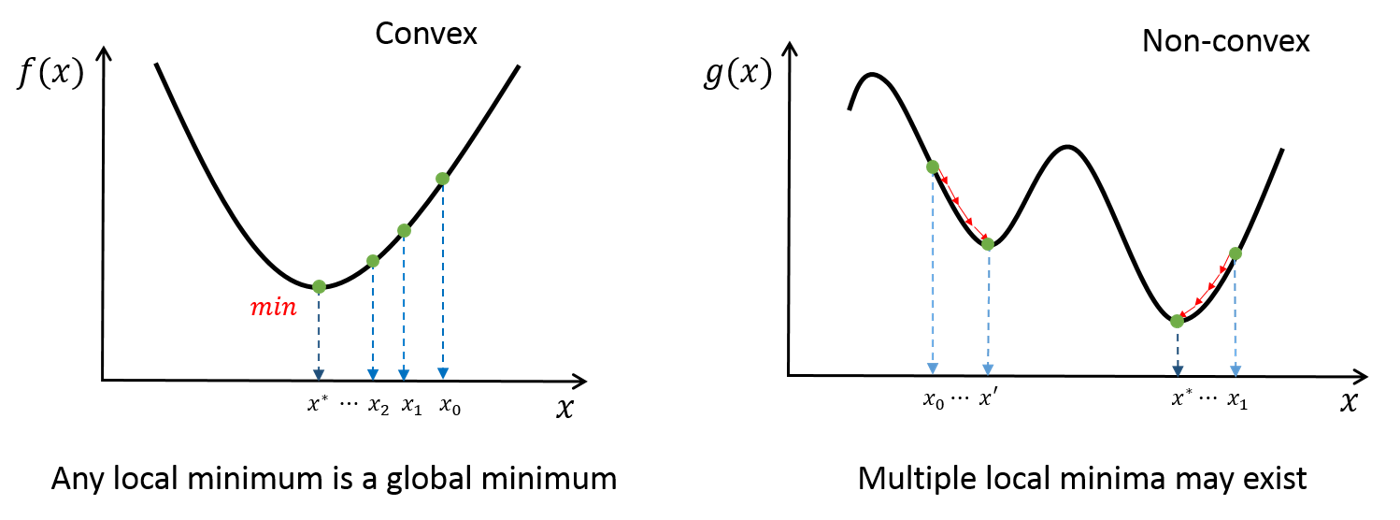 Convex
f(x)
min
x* ⋯ x₂ x₁ x₀
x
Any local minimum is a global minimum
Non-convex
g(x)
x₀ ⋯ x′
x* ⋯ x₁
x
Multiple local minima may exist